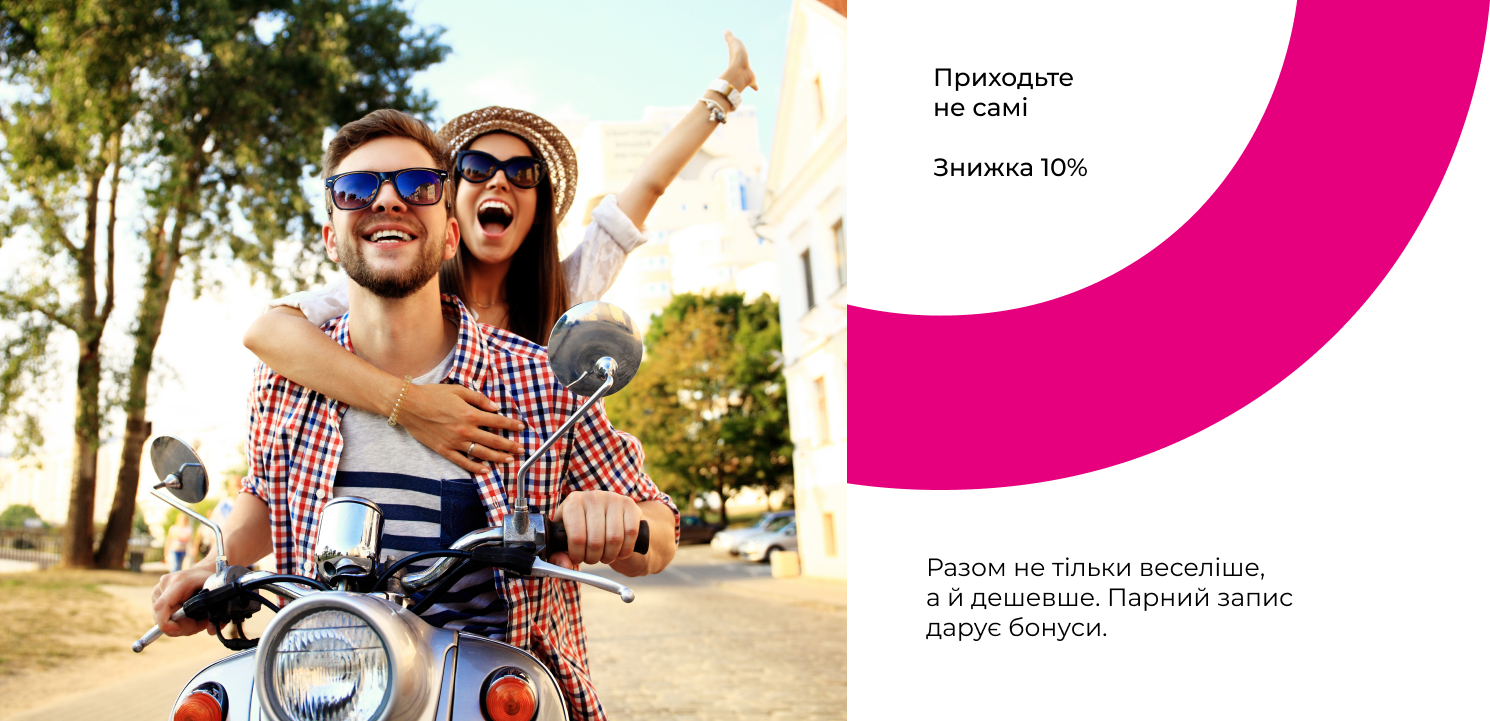 Приходьте
не самі
Знижка 10%
Разом не тільки веселіше,
а й дешевше. Парний запис
дарує бонуси.